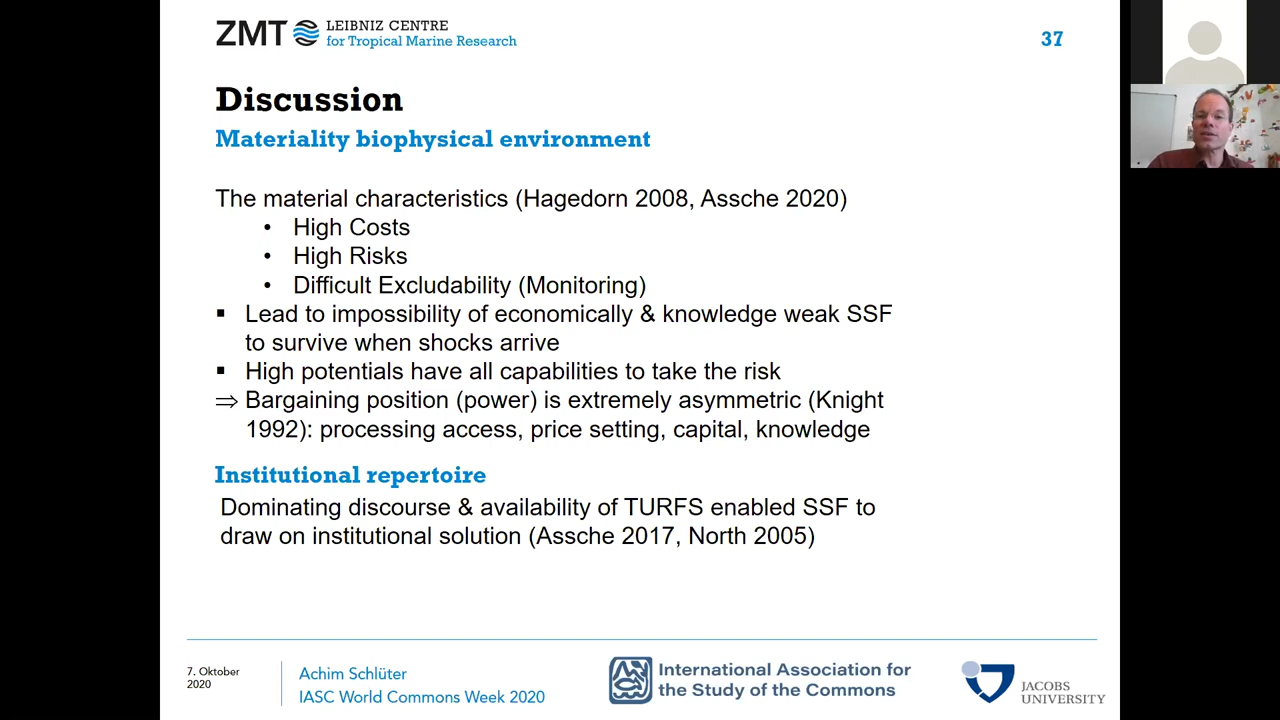 ZMT LEIBNIZ CENTRE
for Tropical Marine Research
37
Discussion
Materiality biophysical environment
The material characteristics (Hagedorn 2008, Assche 2020)
• High Costs
• High Risks
• Difficult Excludability (Monitoring)
▪ Lead to impossibility of economically & knowledge weak SSF
to survive when shocks arrive
▪ High potentials have all capabilities to take the risk
⇒ Bargaining position (power) is extremely asymmetric (Knight
1992): processing access, price setting, capital, knowledge
Institutional repertoire
Dominating discourse & availability of TURFS enabled SSF to
draw on institutional solution (Assche 2017, North 2005)
7. Oktober
2020
Achim Schlüter
IASC World Commons Week 2020
International Association for
the Study of the Commons
JACOBS
UNIVERSITY